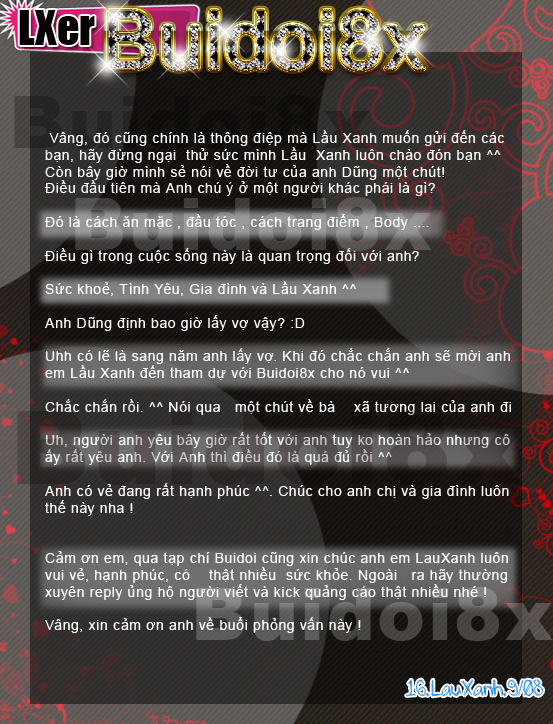 LXer Buidoi8x
Buidoi8x
Vâng, đó cũng chính là thông điệp mà Lầu Xanh muốn gửi đến các
bạn, hãy đừng ngại thử sức mình Lầu Xanh luôn chào đón bạn ^^
Còn bây giờ mình sẻ nói về đời tư của anh Dũng một chút!
Điều đầu tiên mà Anh chú ý ở một người khác phái là gì?
Buidoi8x
Đó là cách ăn mặc , đầu tóc , cách trang điểm , Body ....
Điều gì trong cuộc sống này là quan trọng đối với anh?
Sức khoẻ, Tình Yêu, Gia đình và Lầu Xanh ^^
Anh Dũng định bao giờ lấy vợ vậy? :D
Uhh có lẽ là sang năm anh lấy vợ. Khi đó chắc chắn anh sẽ mời anh
em Lầu Xanh đến tham dự với Buidoi8x cho nó vui ^^
Chắc chắn rồi. ^^ Nói qua một chút về bà xã tương lai của anh đi
Buidoi8x
Uh, người anh yêu bây giờ rất tốt với anh tuy ko hoàn hảo nhưng cô
ấy rất yêu anh. Với Anh thì điều đó là quá đủ rồi ^^
Anh có vẻ đang rất hạnh phúc ^^. Chúc cho anh chị và gia đình luôn
thế này nha !
Cảm ơn em, qua tạp chí Buidoi cũng xin chúc anh em LauXanh luôn
vui vẻ, hạnh phúc, có thật nhiều sức khỏe. Ngoài ra hãy thường
xuyên reply ủng hộ người viết và kick quảng cáo thật nhiều nhé !
Buidoi8x
Vâng, xin cảm ơn anh về buổi phỏng vấn này !
16.LauXanh.9/08